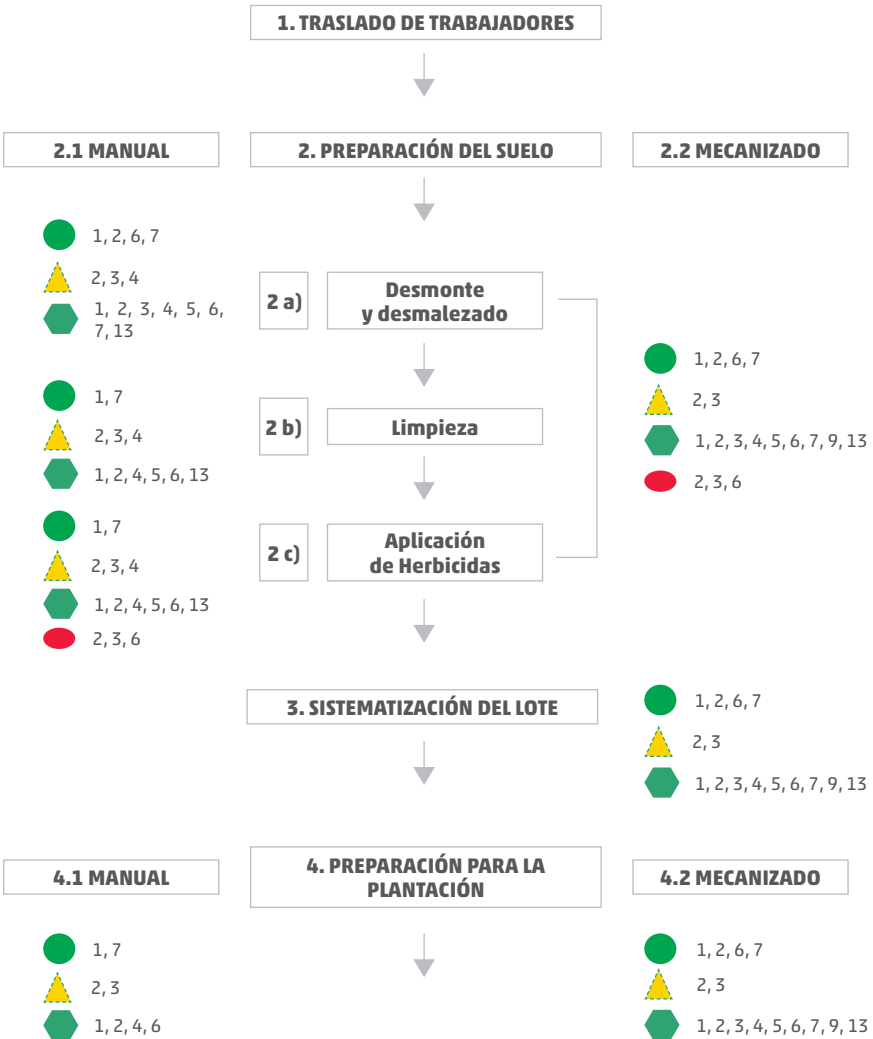 1. TRASLADO DE TRABAJADORES
2.1 MANUAL
2. PREPARACIÓN DEL SUELO
2.2 MECANIZADO
1, 2, 6, 7
2, 3, 4
1, 2, 3, 4, 5, 6,
7, 13
2 a)
Desmonte
y desmalezado
1, 7
2, 3, 4
1, 2, 4, 5, 6, 13
2 b)
Limpieza
1, 2, 6, 7
2, 3
1, 2, 3, 4, 5, 6, 7, 9, 13
2, 3, 6
1, 7
2, 3, 4
1, 2, 4, 5, 6, 13
2, 3, 6
2 c)
Aplicación
de Herbicidas
3. SISTEMATIZACIÓN DEL LOTE
1, 2, 6, 7
2, 3
1, 2, 3, 4, 5, 6, 7, 9, 13
4.1 MANUAL
4. PREPARACIÓN PARA LA
PLANTACIÓN
4.2 MECANIZADO
1, 7
2, 3
1, 2, 4, 6
1, 2, 6, 7
2, 3
1, 2, 3, 4, 5, 6, 7, 9, 13